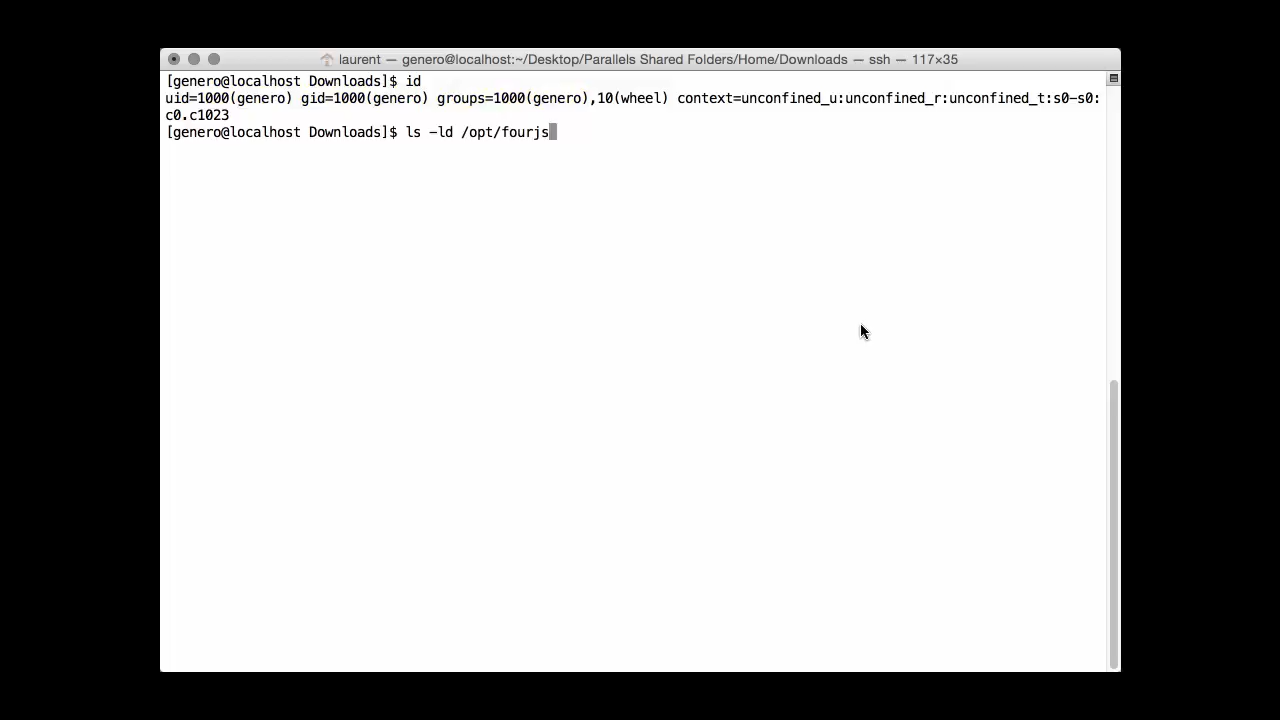 laurent — genero@localhost:~/Desktop/Parallels Shared Folders/Home/Downloads — ssh — 117×35
[genero@localhost Downloads]$ id
uid=1000(genero) gid=1000(genero) groups=1000(genero),10(wheel) context=unconfined_u:unconfined_r:unconfined_t:s0-s0:
c0.c1023
[genero@localhost Downloads]$ ls -ld /opt/fourjs